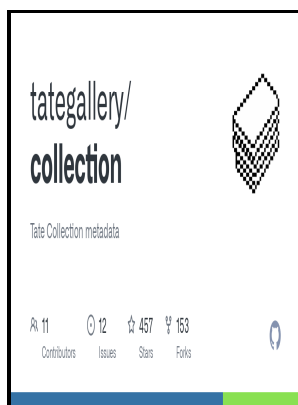 tategallery/
collection
Tate Collection metadata
11 12 457 153
Contributors Issues Stars Forks